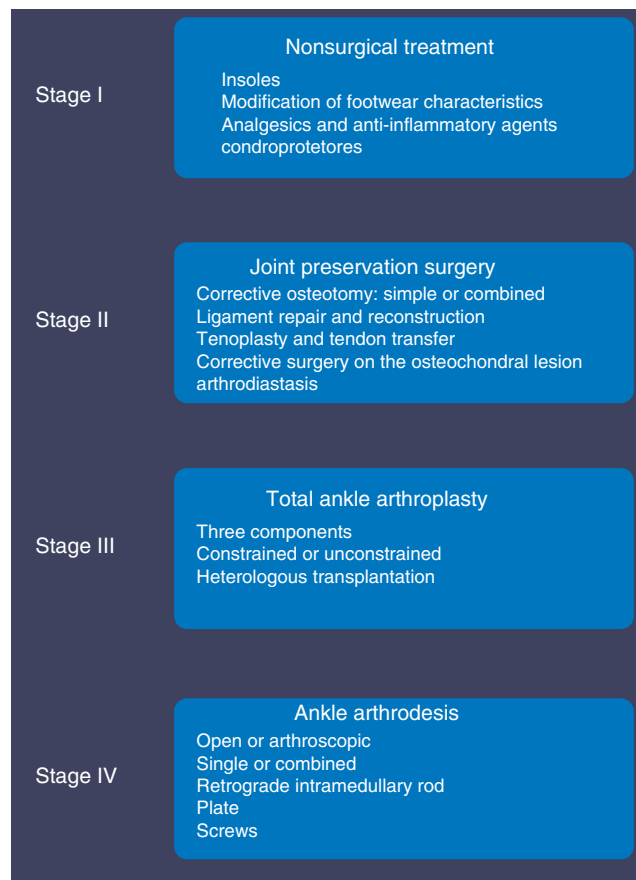 Stage I
Nonsurgical treatment
Insoles
Modification of footwear characteristics
Analgesics and anti-inflammatory agents
condroprotetores
Stage II
Joint preservation surgery
Corrective osteotomy: simple or combined
Ligament repair and reconstruction
Tenoplasty and tendon transfer
Corrective surgery on the osteochondral lesion
arthrodiastasis
Stage III
Total ankle arthroplasty
Three components
Constrained or unconstrained
Heterologous transplantation
Stage IV
Ankle arthrodesis
Open or arthroscopic
Single or combined
Retrograde intramedullary rod
Plate
Screws